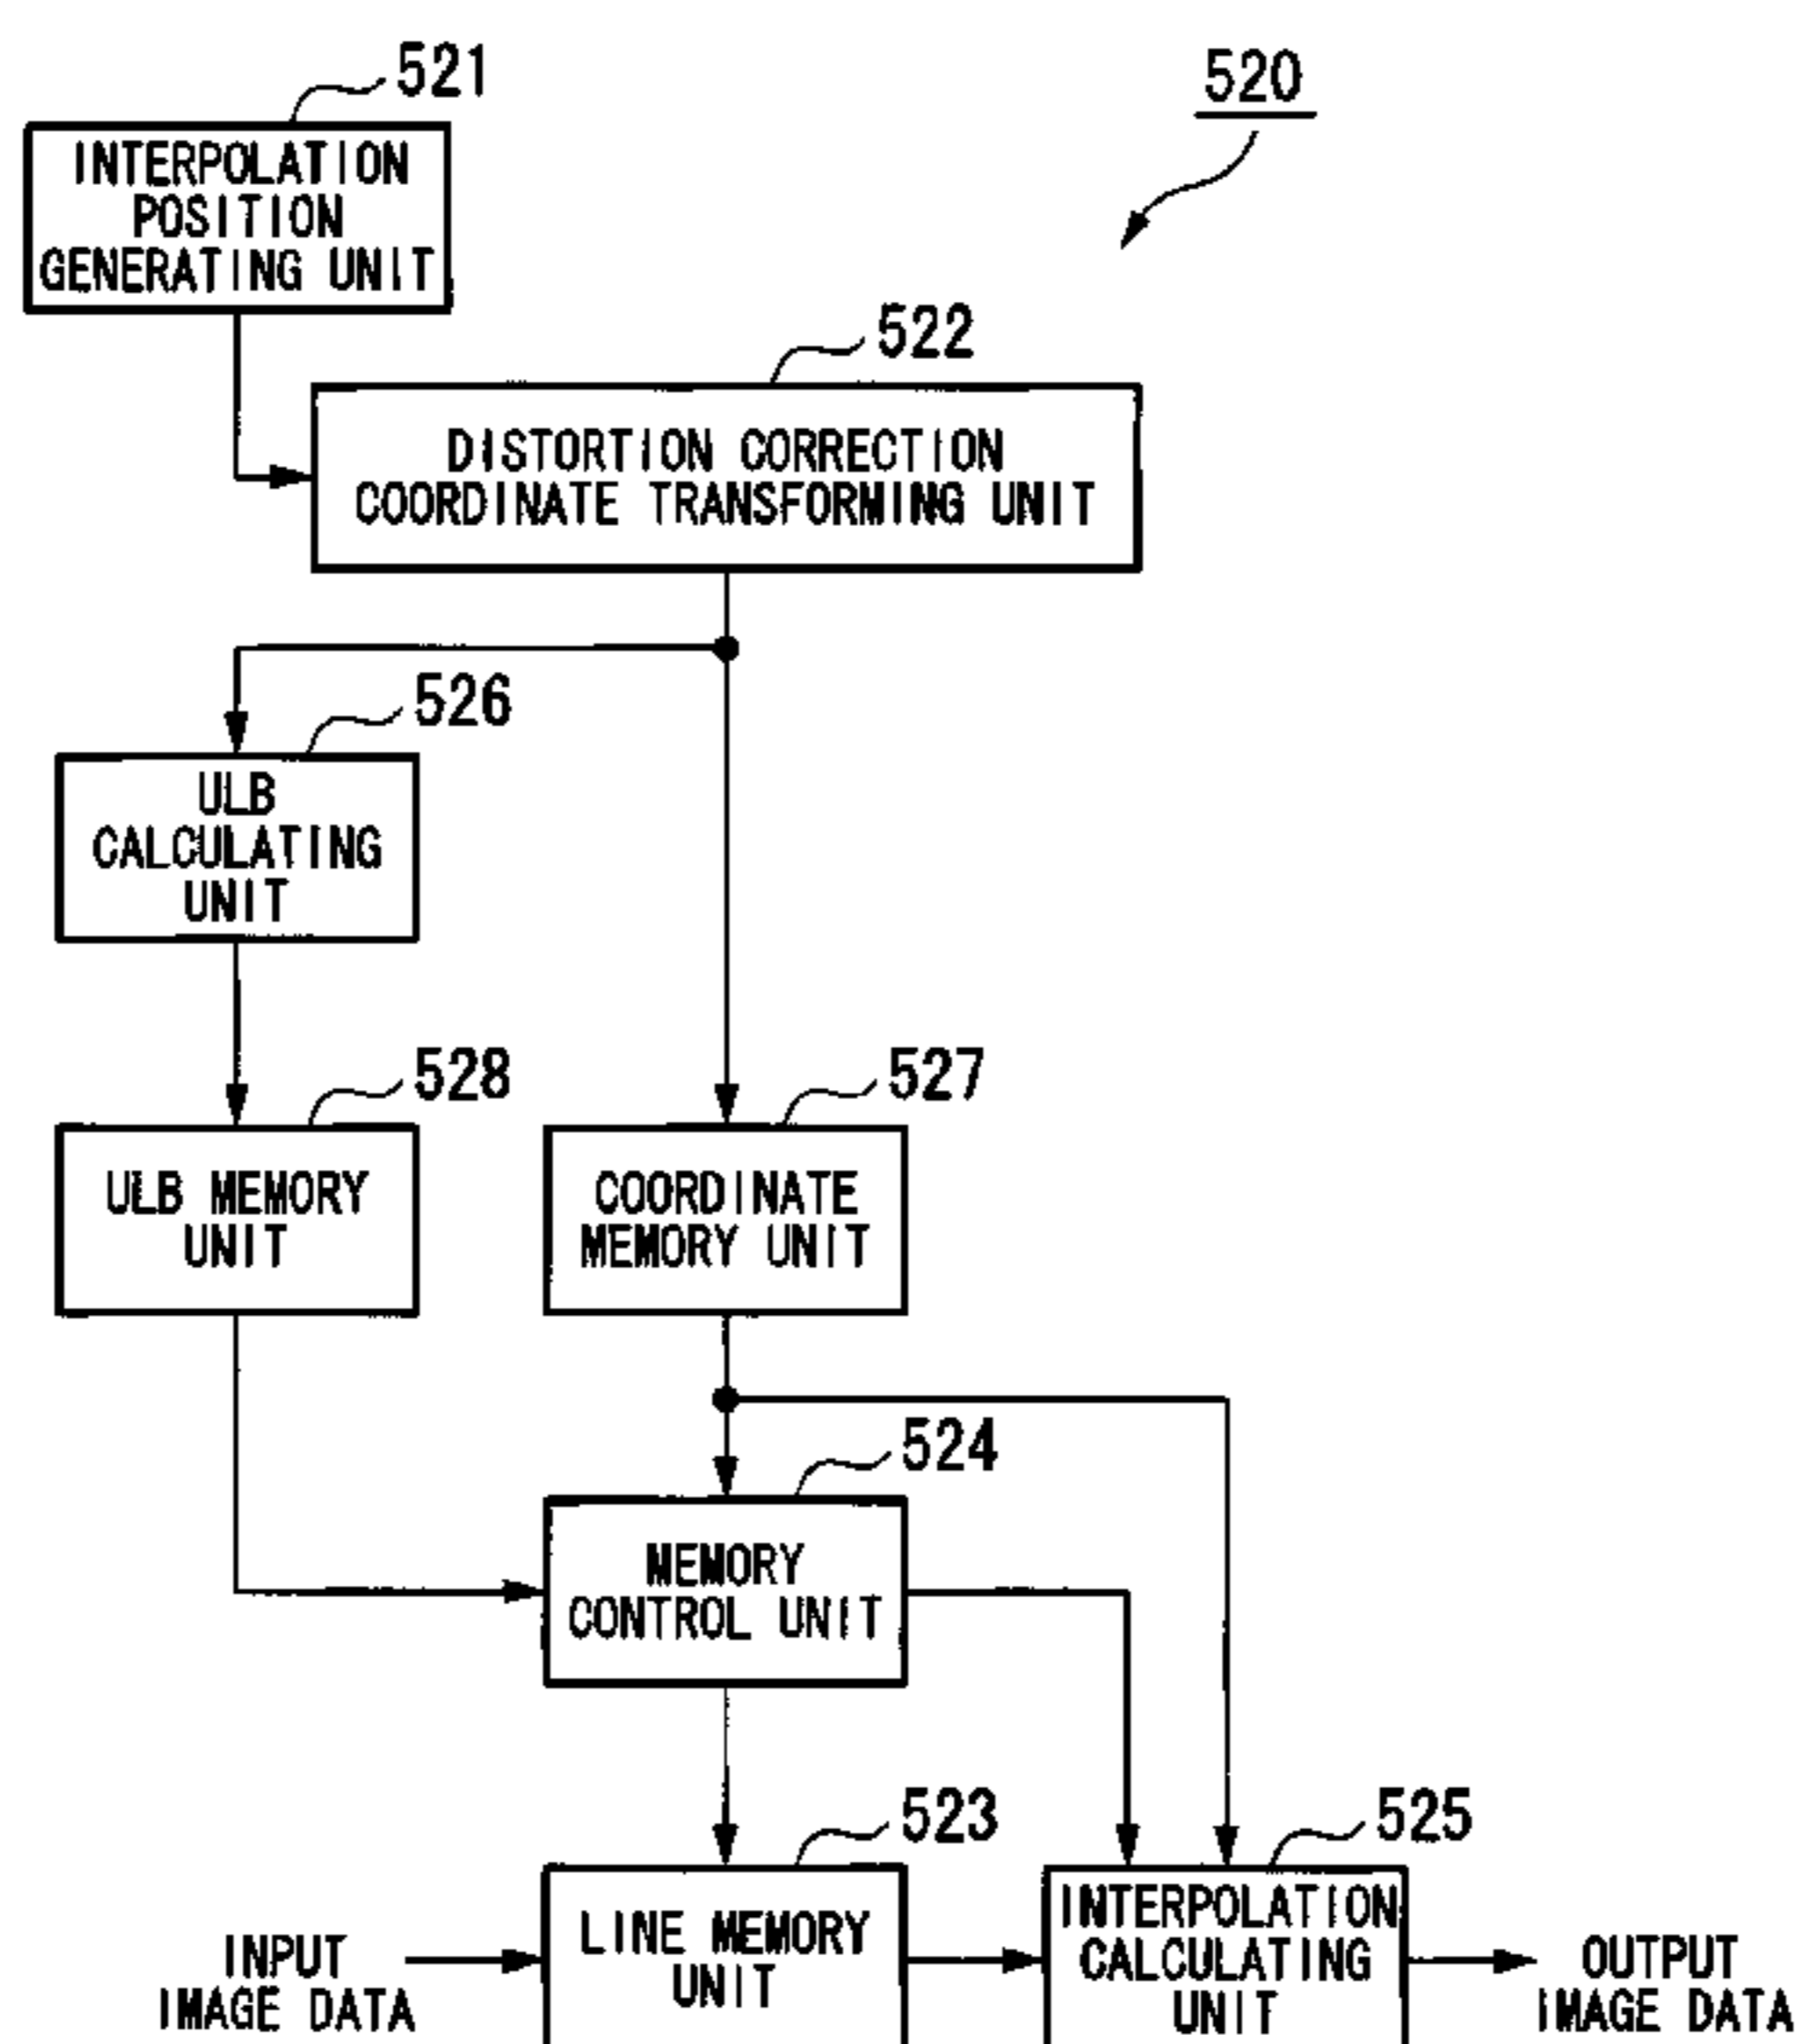 521
520
INTERPOLATION
POSITION
GENERATING UNIT
522
DISTORTION CORRECTION
COORDINATE TRANSFORMING UNIT
526
ULB
CALCULATING
UNIT
528
527
ULB MEMORY
UNIT
COORDINATE
MEMORY UNIT
524
MEMORY
CONTROL UNIT
523
525
INPUT
IMAGE DATA
LINE MEMORY
UNIT
INTERPOLATION
CALCULATING
UNIT
OUTPUT
IMAGE DATA